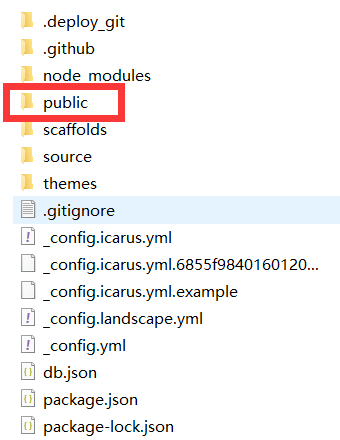 .deploy_git
.github
node_modules
public
scaffolds
source
themes
.gitignore
_config.icarus.yml
_config.icarus.yml.6855f9840160120...
_config.icarus.yml.example
_config.landscape.yml
_config.yml
db.json
package.json
package-lock.json